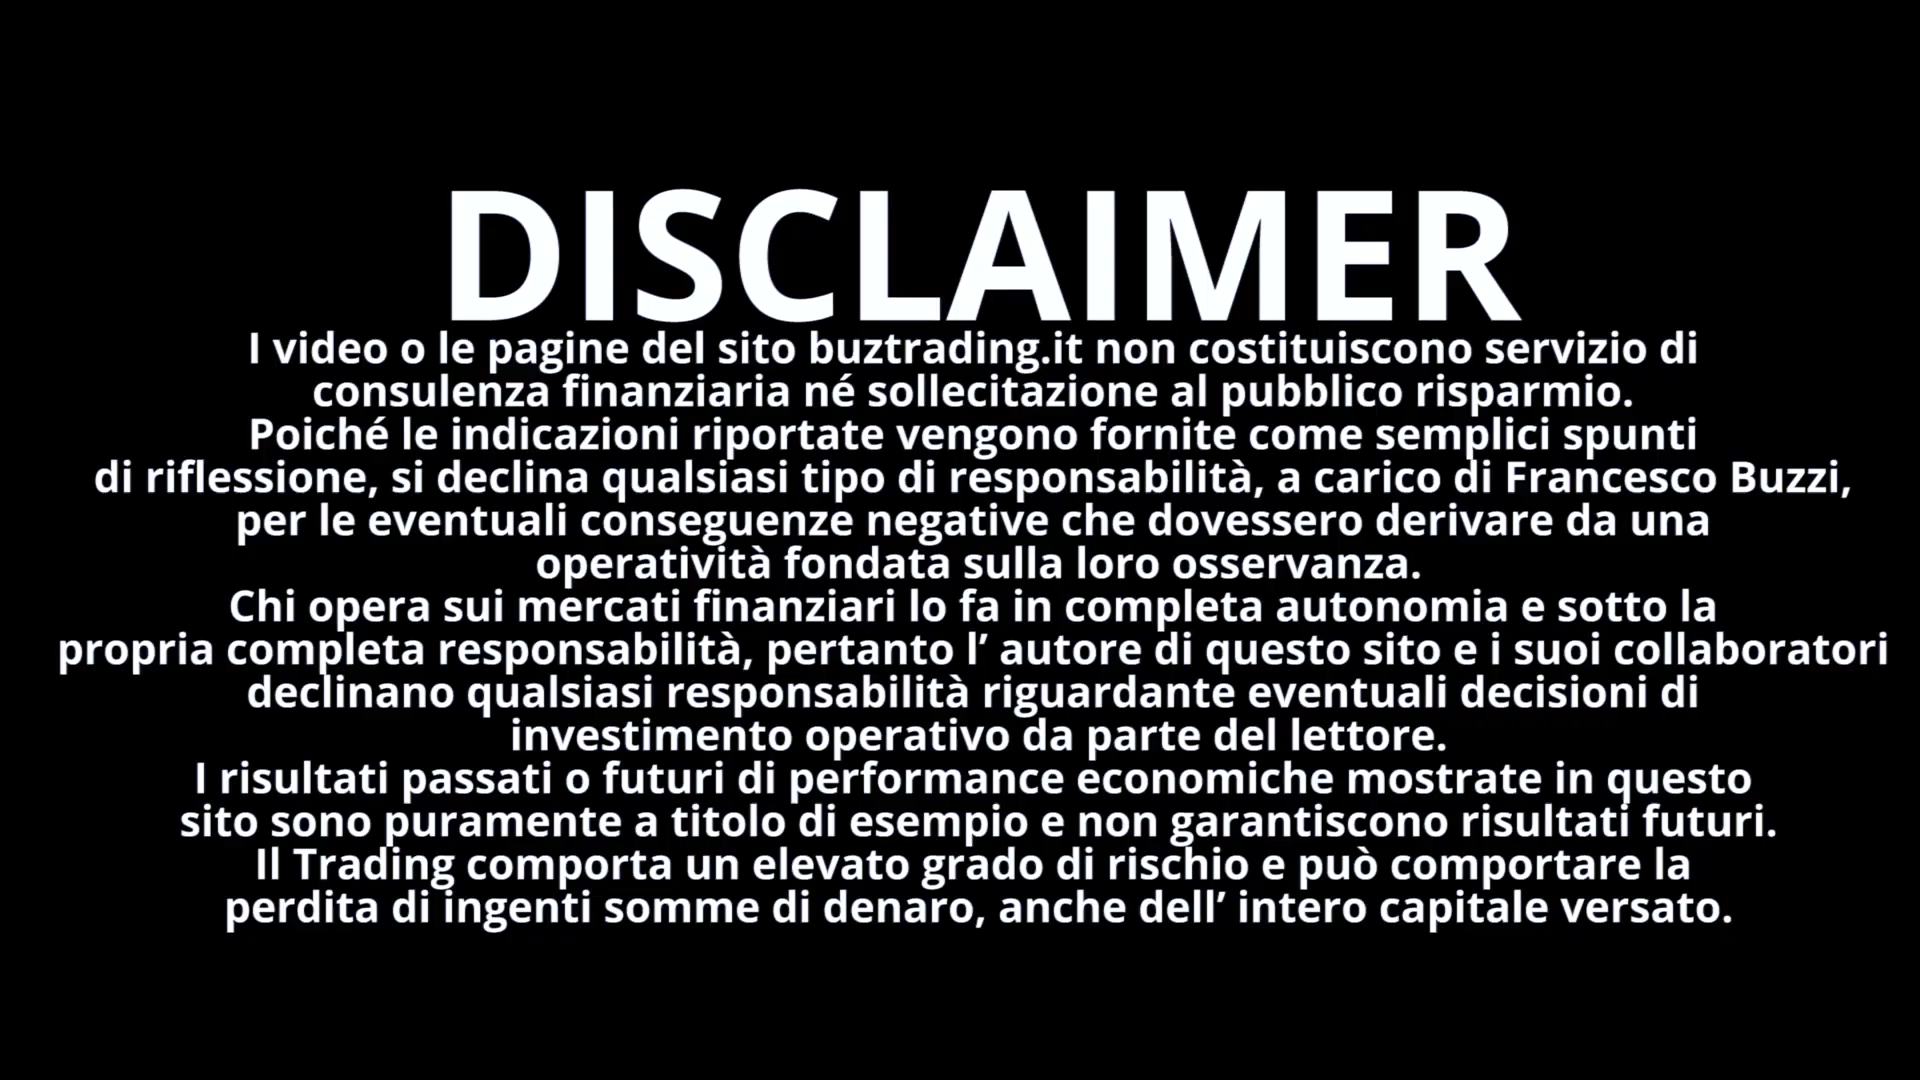 DISCLAIMER
I video o le pagine del sito buztrading.it non costituiscono servizio di
consulenza finanziaria né sollecitazione al pubblico risparmio.
Poiché le indicazioni riportate vengono fornite come semplici spunti
di riflessione, si declina qualsiasi tipo di responsabilità, a carico di Francesco Buzzi,
per le eventuali conseguenze negative che dovessero derivare da una
operatività fondata sulla loro osservanza.
Chi opera sui mercati finanziari lo fa in completa autonomia e sotto la
propria completa responsabilità, pertanto l’ autore di questo sito e i suoi collaboratori
declinano qualsiasi responsabilità riguardante eventuali decisioni di
investimento operativo da parte del lettore.
I risultati passati o futuri di performance economiche mostrate in questo
sito sono puramente a titolo di esempio e non garantiscono risultati futuri.
Il Trading comporta un elevato grado di rischio e può comportare la
perdita di ingenti somme di denaro, anche dell’ intero capitale versato.